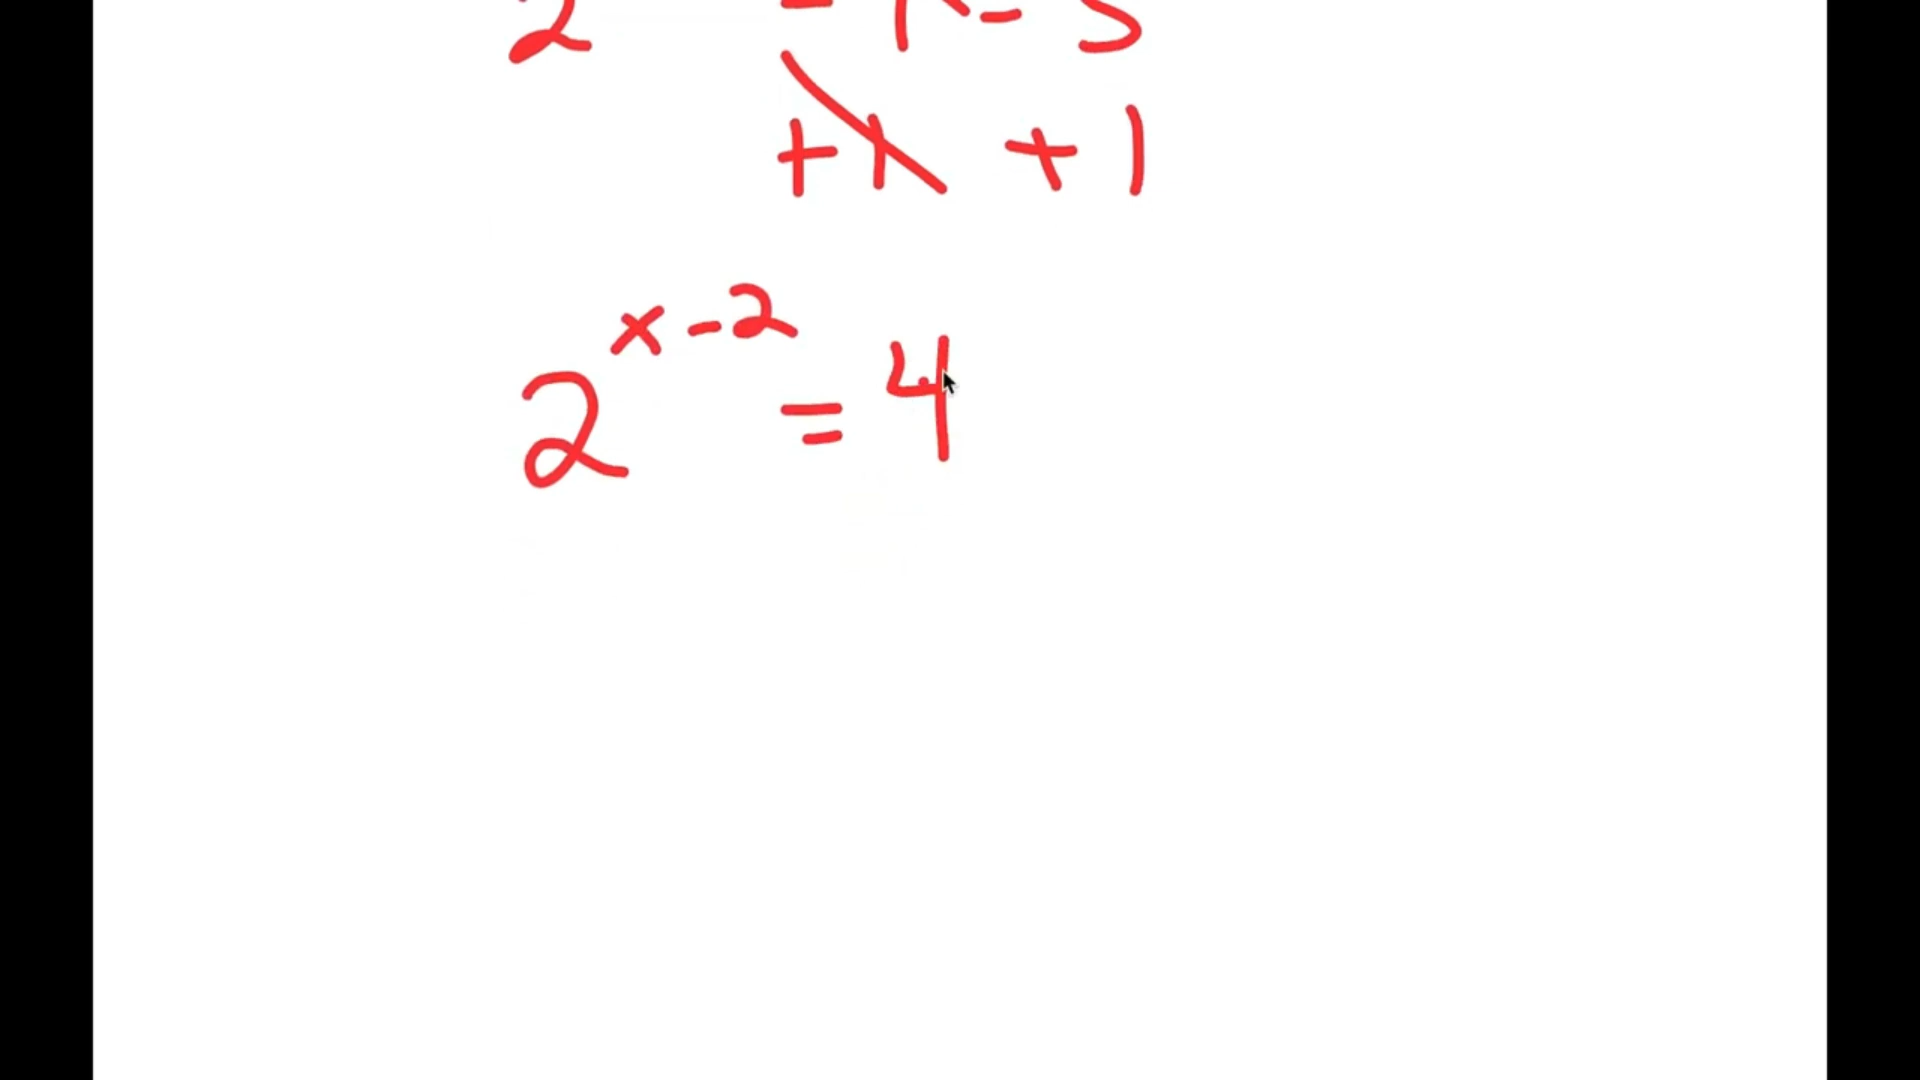 +1 + 1
2^{x-2} = 4